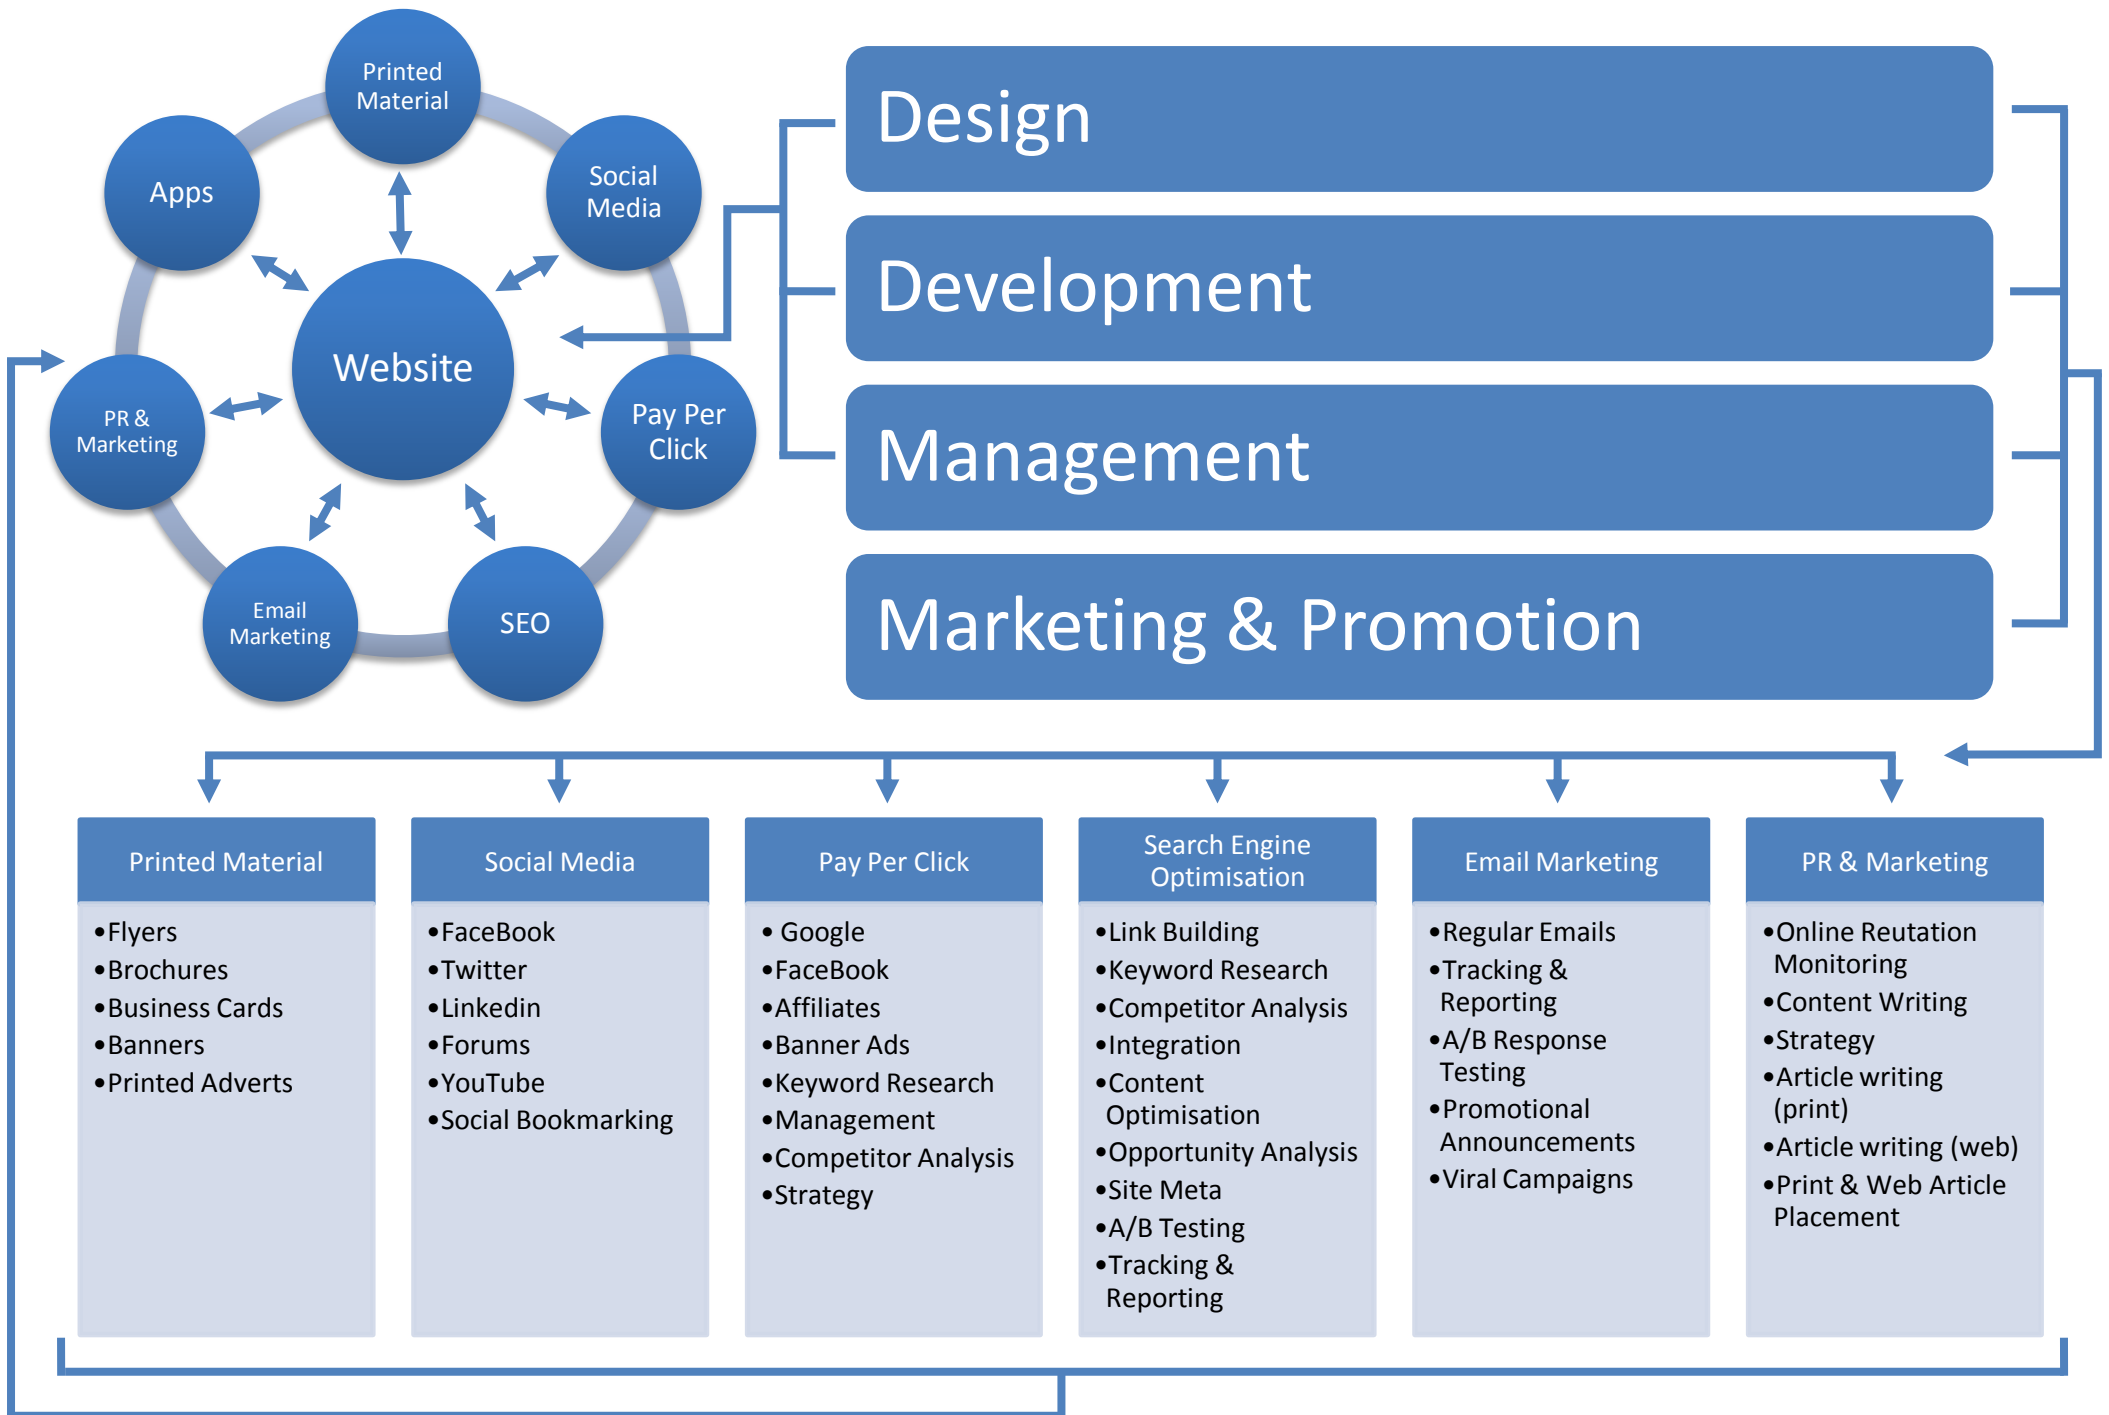 Printed
Material
Social
Media
Apps
Website
Pay Per
Click
PR &
Marketing
Email
Marketing
SEO
Design
Development
Management
Marketing & Promotion
Printed Material
•Flyers
•Brochures
•Business Cards
•Banners
•Printed Adverts
Social Media
•FaceBook
•Twitter
•Linkedin
•Forums
•YouTube
•Social Bookmarking
Pay Per Click
• Google
•FaceBook
•Affiliates
•Banner Ads
•Keyword Research
•Management
•Competitor Analysis
•Strategy
Search Engine
Optimisation
•Link Building
•Keyword Research
•Competitor Analysis
•Integration
•Content
Optimisation
•Opportunity Analysis
•Site Meta
•A/B Testing
•Tracking &
Reporting
Email Marketing
•Regular Emails
•Tracking &
Reporting
•A/B Response
Testing
•Promotional
Announcements
•Viral Campaigns
PR & Marketing
•Online Reutation
Monitoring
•Content Writing
•Strategy
•Article writing
(print)
•Article writing (web)
•Print & Web Article
Placement